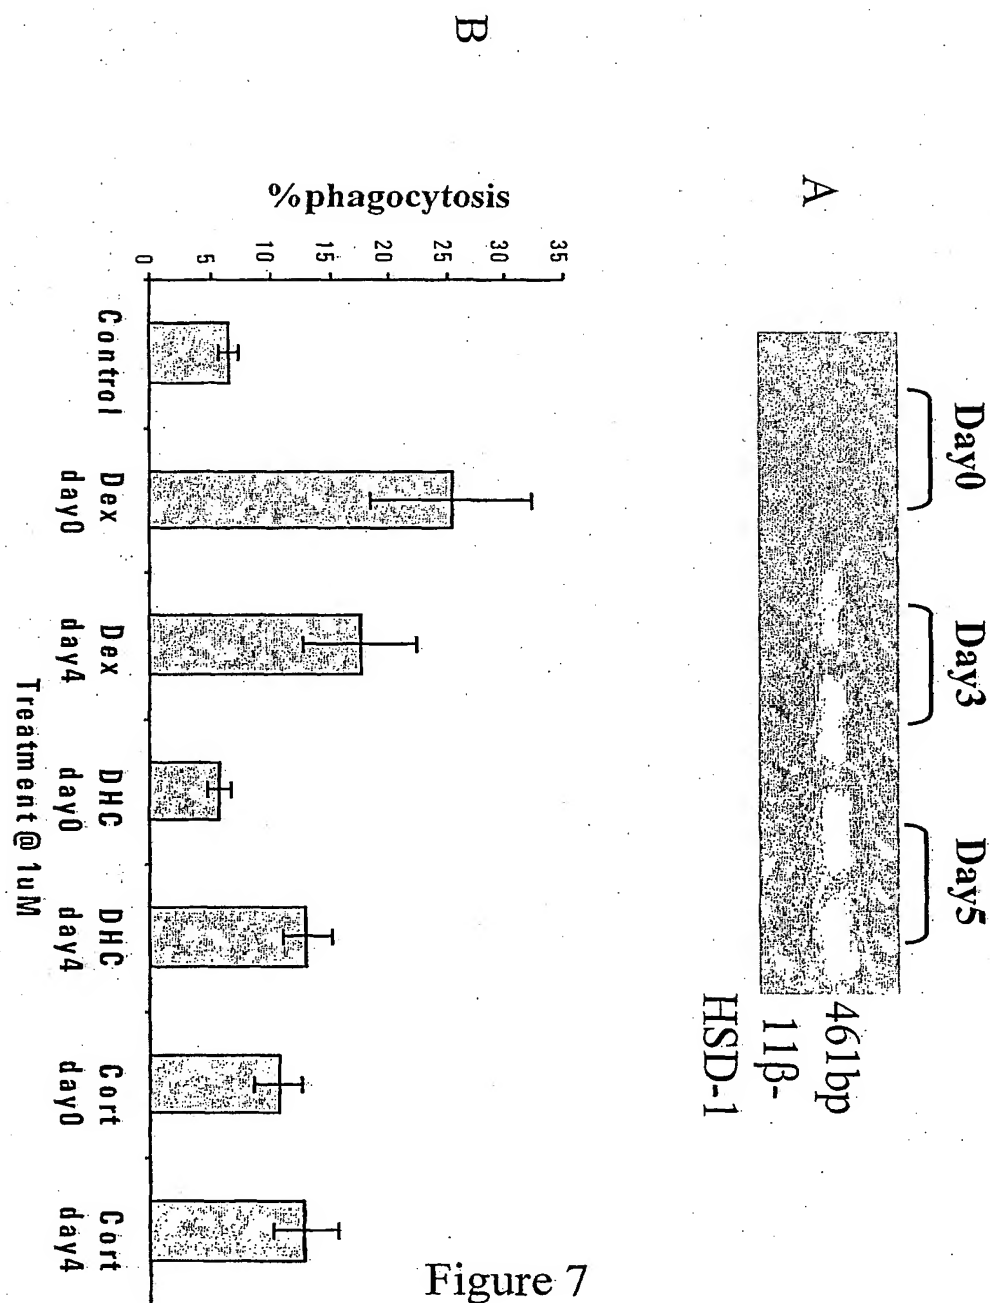 A
Day0 Day3 Day5
461bp
11β-
HSD-1
B
%phagocytosis
35
30
25
20
15
10
5
0
Control Dex day0 Dex day4 DHC day0 DHC day4 Cort day0 Cort day4
Treatment@1uM
Figure 7